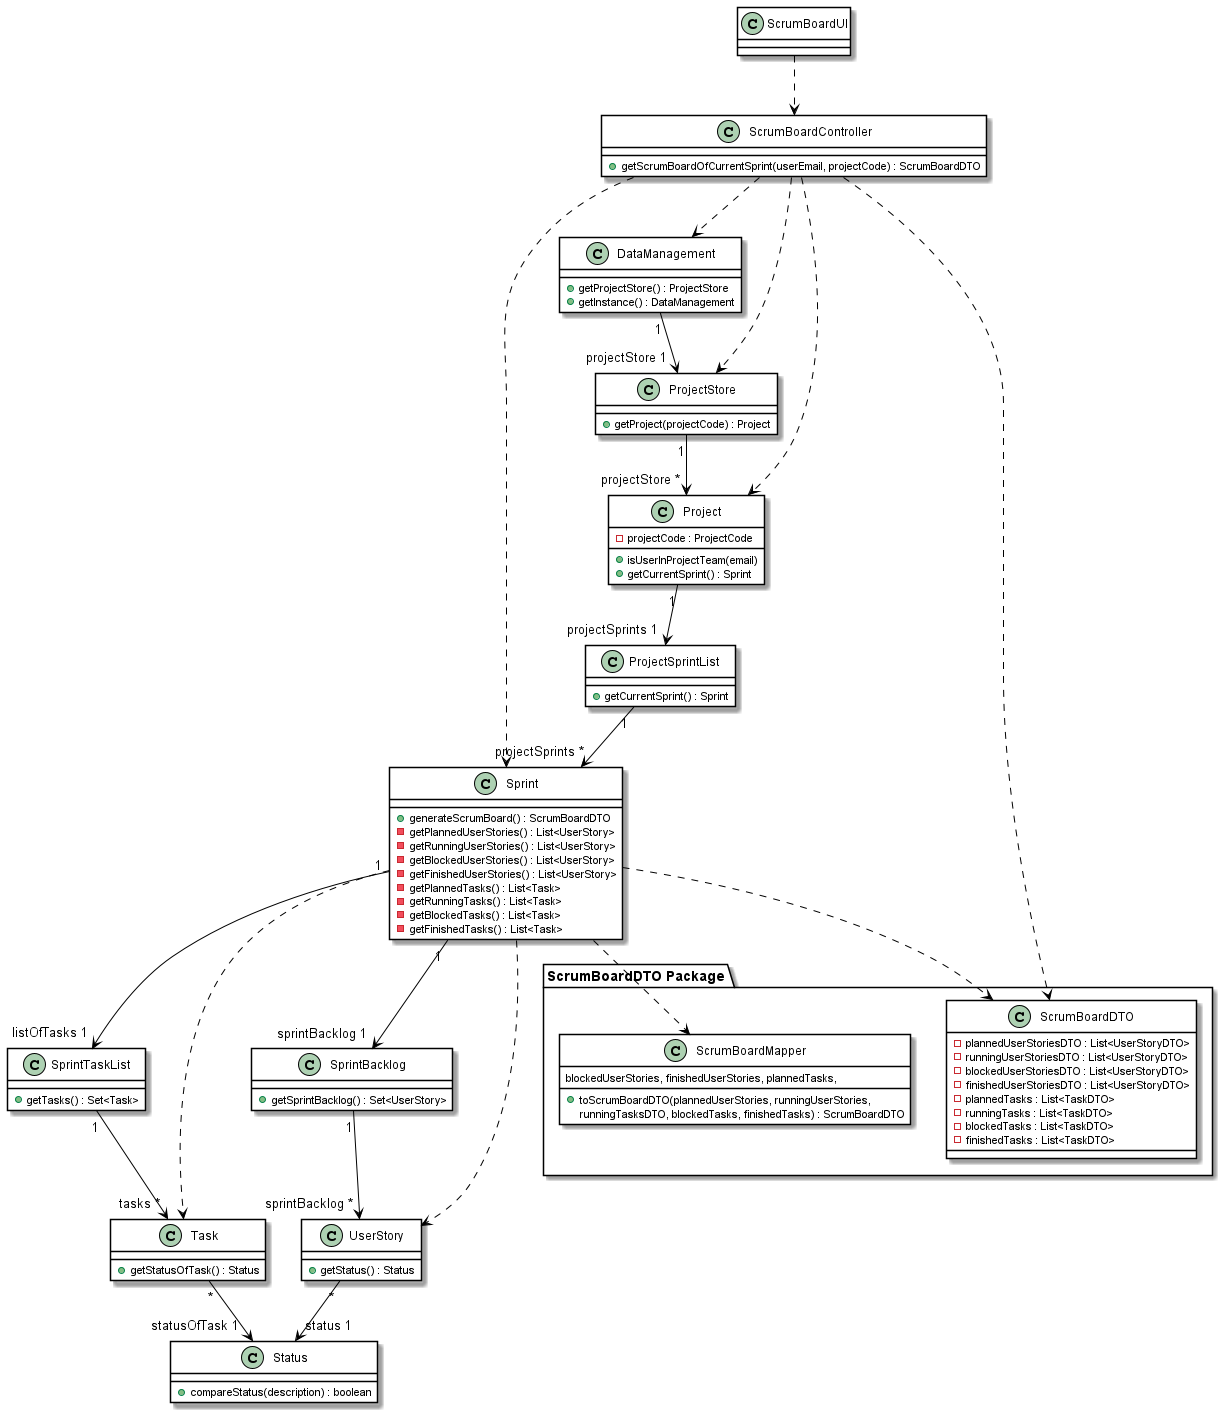 C ScrumBoardUI
C ScrumBoardController
getScrumBoardOfCurrentSprint(userEmail, projectCode) : ScrumBoardDTO
C DataManagement
getProjectStore() : ProjectStore
getInstance() : DataManagement
1
projectStore 1
C ProjectStore
getProject(projectCode) : Project
1
projectStore *
C Project
projectCode : ProjectCode
isUserInProjectTeam(email)
getCurrentSprint() : Sprint
1
projectSprints 1
C ProjectSprintList
getCurrentSprint() : Sprint
1
projectSprints *
C Sprint
generateScrumBoard() : ScrumBoardDTO
getPlannedUserStories() : List<UserStory>
getRunningUserStories() : List<UserStory>
getBlockedUserStories() : List<UserStory>
getFinishedUserStories() : List<UserStory>
getPlannedTasks() : List<Task>
getRunningTasks() : List<Task>
getBlockedTasks() : List<Task>
getFinishedTasks() : List<Task>
1
1
listOfTasks 1
sprintBacklog 1
ScrumBoardDTO Package
C SprintTaskList
getTasks() : Set<Task>
C SprintBacklog
getSprintBacklog() : Set<UserStory>
C ScrumBoardMapper
blockedUserStories, finishedUserStories, plannedTasks,
toScrumBoardDTO(plannedUserStories, runningUserStories,
runningTasksDTO, blockedTasks, finishedTasks) : ScrumBoardDTO
C ScrumBoardDTO
plannedUserStoriesDTO : List<UserStoryDTO>
runningUserStoriesDTO : List<UserStoryDTO>
blockedUserStoriesDTO : List<UserStoryDTO>
finishedUserStoriesDTO : List<UserStoryDTO>
plannedTasks : List<TaskDTO>
runningTasks : List<TaskDTO>
blockedTasks : List<TaskDTO>
finishedTasks : List<TaskDTO>
1
1
tasks *
sprintBacklog *
C Task
getStatusOfTask() : Status
C UserStory
getStatus() : Status
*
*
statusOfTask 1
status 1
C Status
compareStatus(description) : boolean